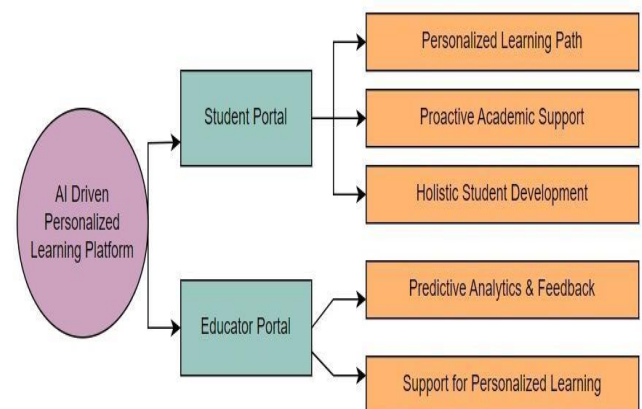 AI Driven
Personalized
Learning Platform
Student Portal
Educator Portal
Personalized Learning Path
Proactive Academic Support
Holistic Student Development
Predictive Analytics & Feedback
Support for Personalized Learning